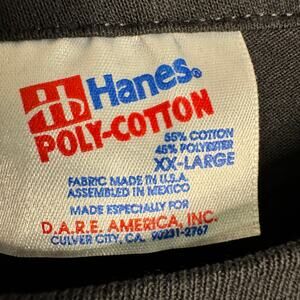 H Hanes®
POLY-COTTON
55% COTTON
45% POLYESTER
XX-LARGE
FABRIC MADE IN U.S.A.
ASSEMBLED IN MEXICO
MADE ESPECIALLY FOR
D.A.R.E. AMERICA, INC.
CULVER CITY, CA. 90231-2767